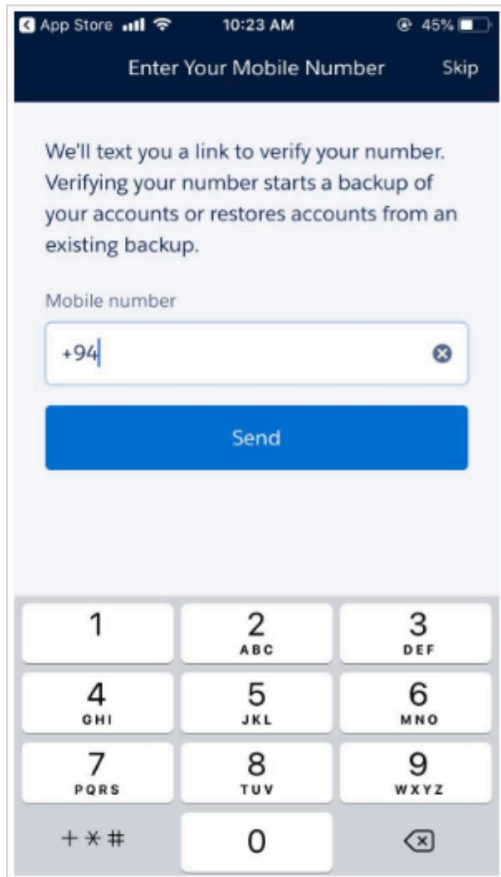 App Store 10:23 AM 45%
Enter Your Mobile Number Skip
We'll text you a link to verify your number.
Verifying your number starts a backup of
your accounts or restores accounts from an
existing backup.
Mobile number
+94
Send
1 2 3
ABC DEF
4 5 6
GHI JKL MNO
7 8 9
PQRS TUV WXYZ
+*# 0